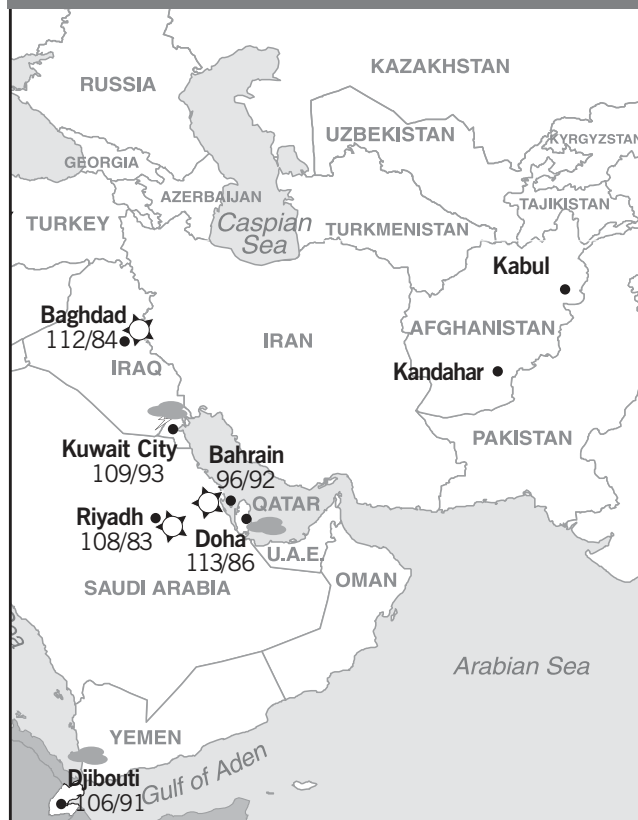 KAZAKHSTAN
RUSSIA
UZBEKISTAN
KYRGYZSTAN
GEORGIA
AZERBAIJAN
TAJIKISTAN
TURKEY
Caspian
Sea
TURKMENISTAN
Kabul
Baghdad
112/84
IRAN
AFGHANISTAN
IRAQ
Kandahar
PAKISTAN
Kuwait City
109/93
Bahrain
96/92
QATAR
Riyadh
108/83
Doha
113/86
U.A.E.
SAUDI ARABIA
OMAN
Arabian Sea
YEMEN
Gulf of Aden
Djibouti
106/91